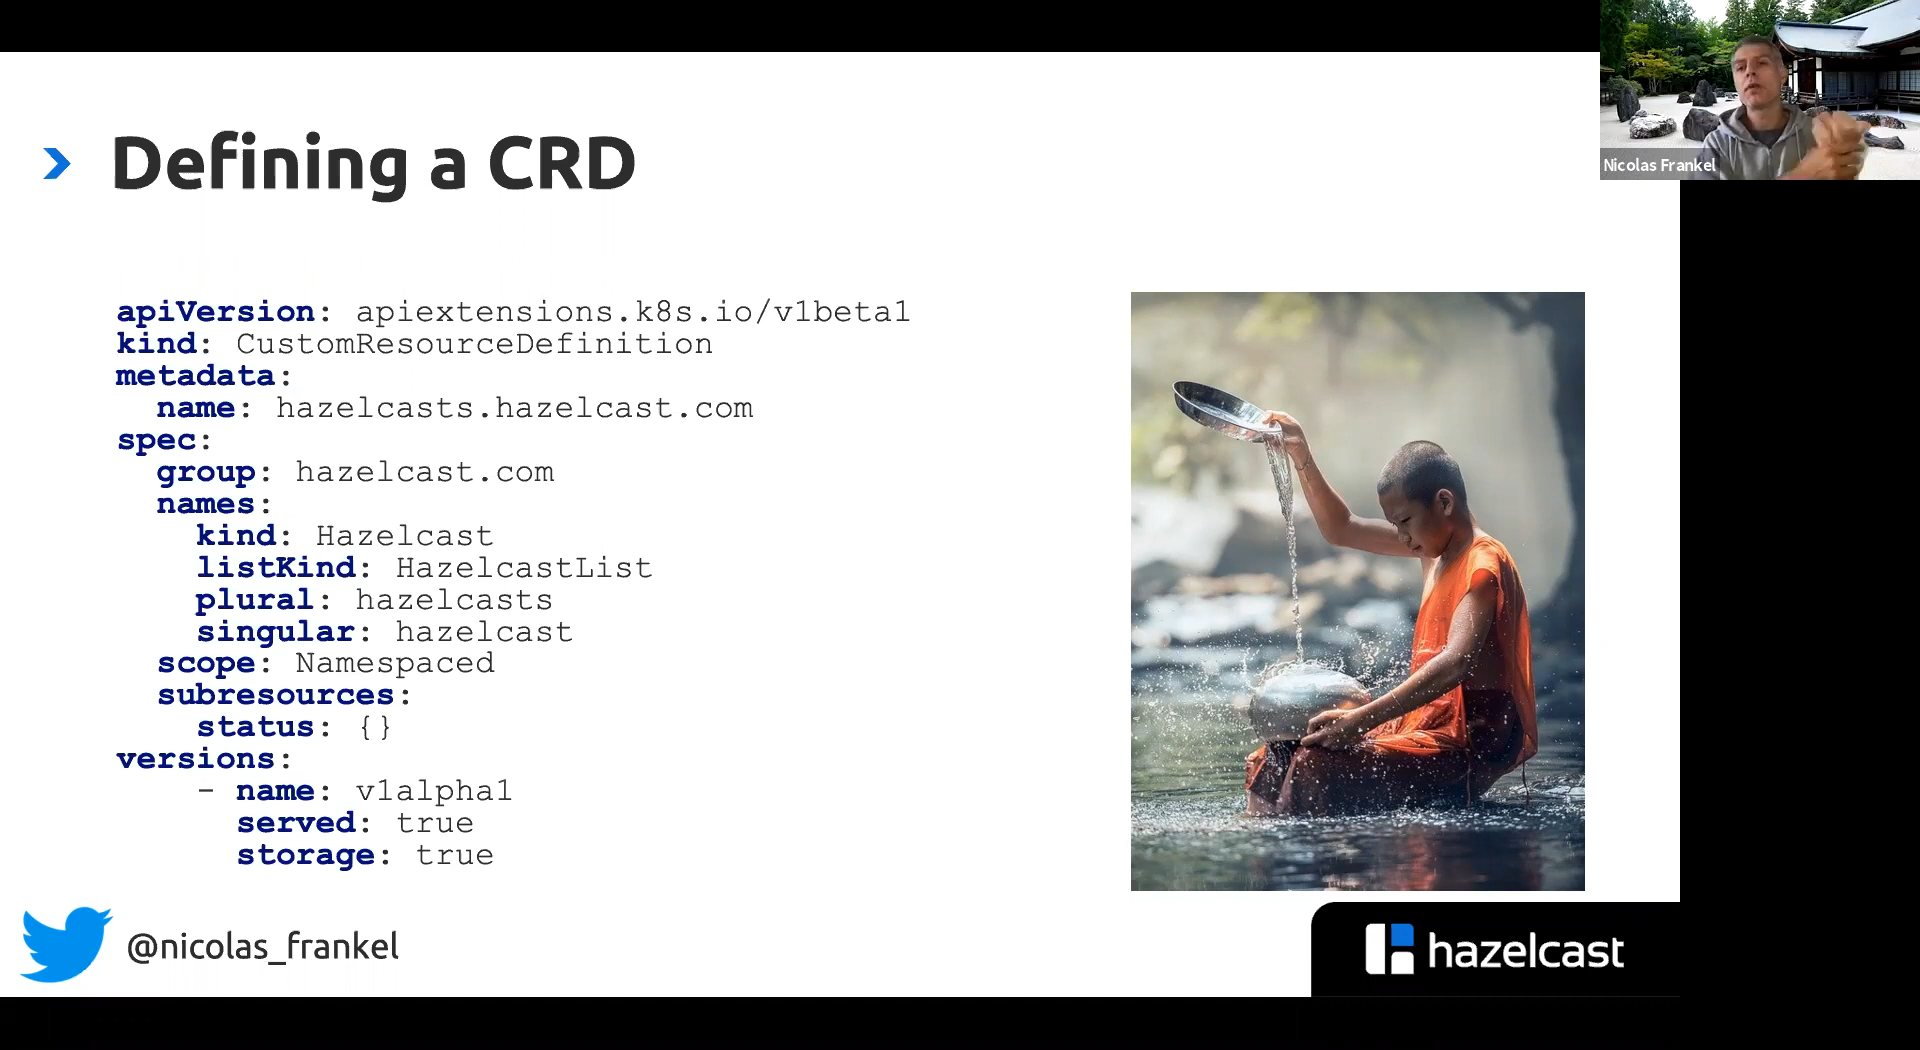 Defining a CRD
apiVersion: apiextensions.k8s.io/v1beta1
kind: CustomResourceDefinition
metadata:
  name: hazelcasts.hazelcast.com
spec:
  group: hazelcast.com
  names:
    kind: Hazelcast
    listKind: HazelcastList
    plural: hazelcasts
    singular: hazelcast
  scope: Namespaced
  subresources:
    status: {}
versions:
    - name: v1alpha1
      served: true
      storage: true
@nicolas_frankel
hazelcast
Nicolas Frankel